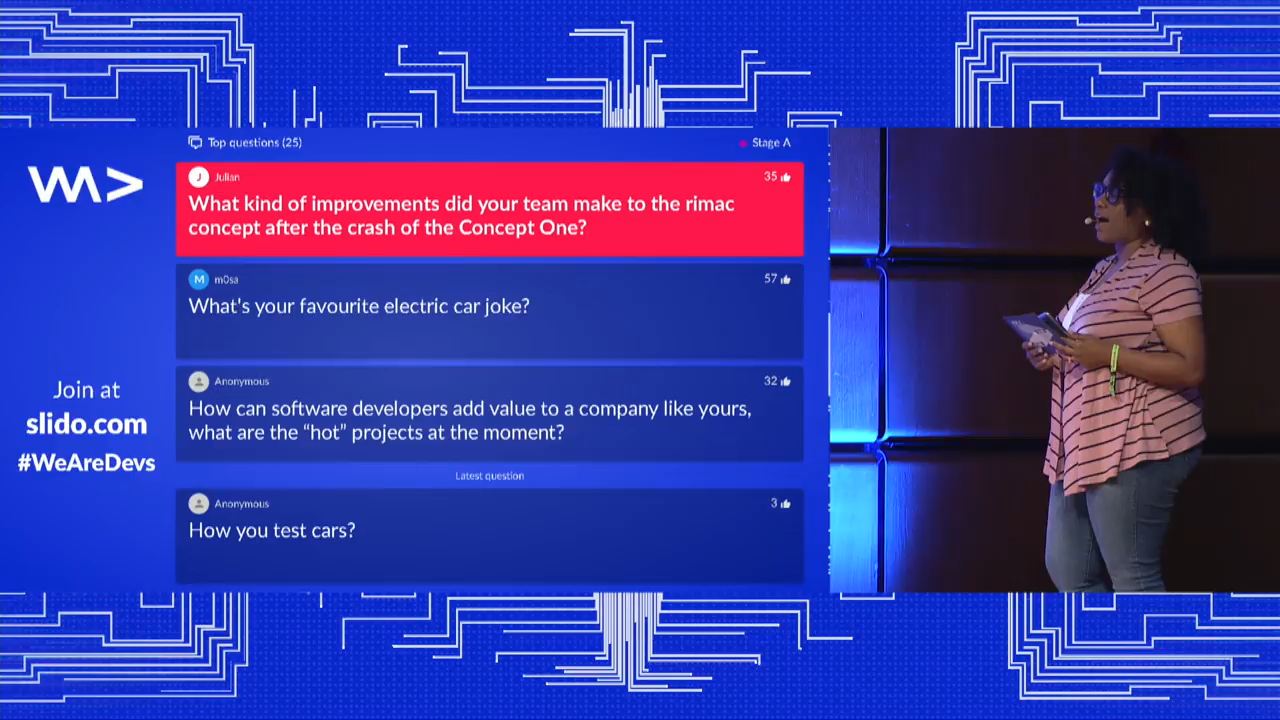 Top questions (25)
Stage A
J
Julian
35
What kind of improvements did your team make to the rimac
concept after the crash of the Concept One?
M
m0sa
57
What's your favourite electric car joke?
Anonymous
32
How can software developers add value to a company like yours,
what are the “hot” projects at the moment?
Latest question
Anonymous
3
How you test cars?
Join at
slido.com
#WeAreDevs